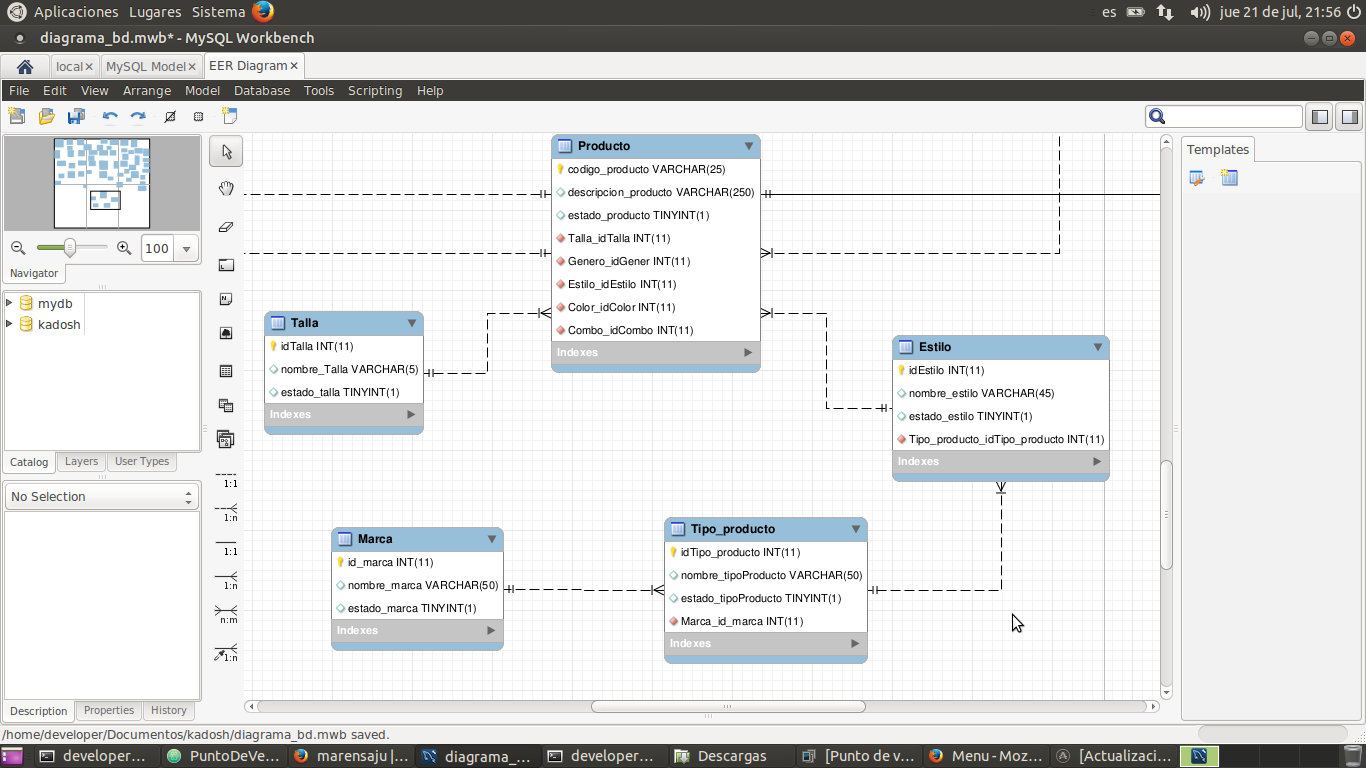 Aplicaciones Lugares Sistema
es jue 21 de jul, 21:56
diagrama_bd.mwb* - MySQL Workbench
local MySQL Model EER Diagram
File Edit View Arrange Model Database Tools Scripting Help
100
Navigator
mydb
kadosh
Catalog Layers User Types
No Selection
Description Properties History
1:1
1:n
1:1
1:n
n:m
1:n
Producto
codigo_producto VARCHAR(25)
descripcion_producto VARCHAR(250)
estado_producto TINYINT(1)
Talla_idTalla INT(11)
Genero_idGener INT(11)
Estilo_idEstilo INT(11)
Color_idColor INT(11)
Combo_idCombo INT(11)
Indexes
Talla
idTalla INT(11)
nombre_Talla VARCHAR(5)
estado_talla TINYINT(1)
Indexes
Estilo
idEstilo INT(11)
nombre_estilo VARCHAR(45)
estado_estilo TINYINT(1)
Tipo_producto_idTipo_producto INT(11)
Indexes
Marca
id_marca INT(11)
nombre_marca VARCHAR(50)
estado_marca TINYINT(1)
Indexes
Tipo_producto
idTipo_producto INT(11)
nombre_tipoProducto VARCHAR(50)
estado_tipoProducto TINYINT(1)
Marca_id_marca INT(11)
Indexes
Templates
/home/developer/Documentos/kadosh/diagrama_bd.mwb saved.
developer... PuntoDeVe... marensaju |... diagrama_... developer... Descargas [Punto de v... Menu - Moz... [Actualizaci...